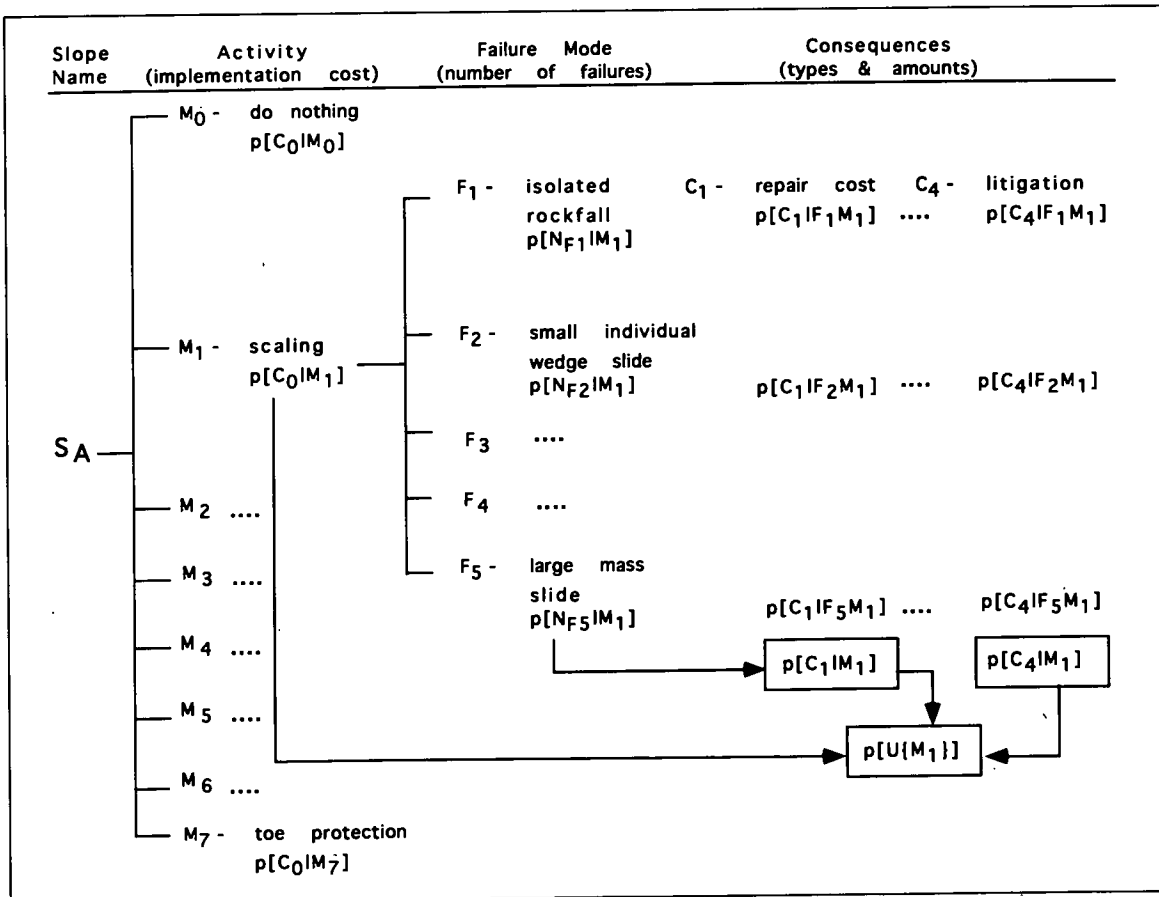 Slope Activity Failure Mode Consequences
Name (implementation cost) (number of failures) (types & amounts)
M0 - do nothing
p[C0|M0]
F1 - isolated C1 - repair cost C4 - litigation
rockfall p[C1|F1M1] .... p[C4|F1M1]
p[NF1|M1]
F2 - small individual
M1 - scaling wedge slide
p[C0|M1] p[NF2|M1] p[C1|F2M1] .... p[C4|F2M1]
F3 ....
SA
F4 ....
M2 ....
F5 - large mass
M3 .... slide p[C1|F5M1] .... p[C4|F5M1]
p[NF5|M1]
M4 .... p[C1|M1] p[C4|M1]
M5 ....
p[U{M1}]
M6 ....
M7 - toe protection
p[C0|M7]